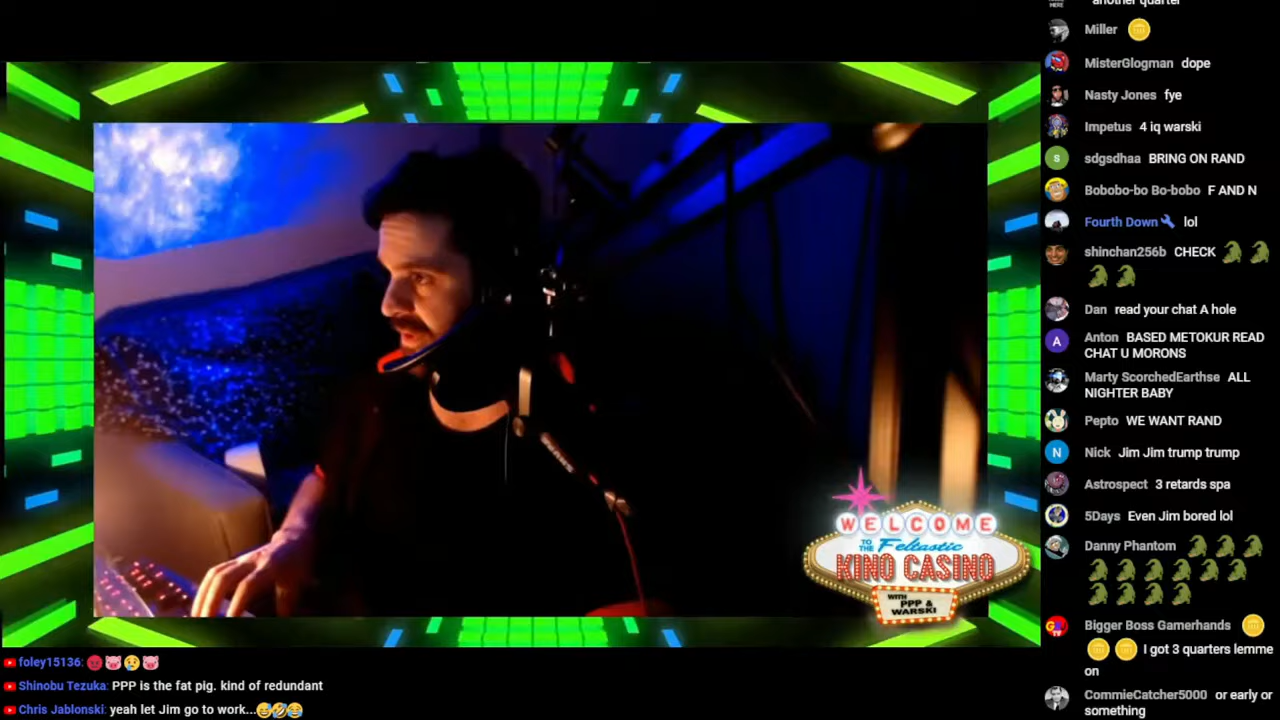 another quarter
Miller
MisterGlogman dope
Nasty Jones fye
Impetus 4 iq warski
sdgsdhaa BRING ON RAND
Bobobo-bo Bo-bobo F AND N
Fourth Down lol
shinchan256b CHECK
Dan read your chat A hole
Anton BASED METOKUR READ
CHAT U MORONS
Marty ScorchedEarthse ALL
NIGHTER BABY
Pepto WE WANT RAND
Nick Jim Jim trump trump
Astrospect 3 retards spa
5Days Even Jim bored lol
Danny Phantom
Bigger Boss Gamerhands
I got 3 quarters lemme
on
CommieCatcher5000 or early or
something
WELCOME
TO THE Feltastic
KINO CASINO
WITH
PPP &
WARSKI
foley15136:
Shinobu Tezuka: PPP is the fat pig. kind of redundant
Chris Jablonski: yeah let Jim go to work...